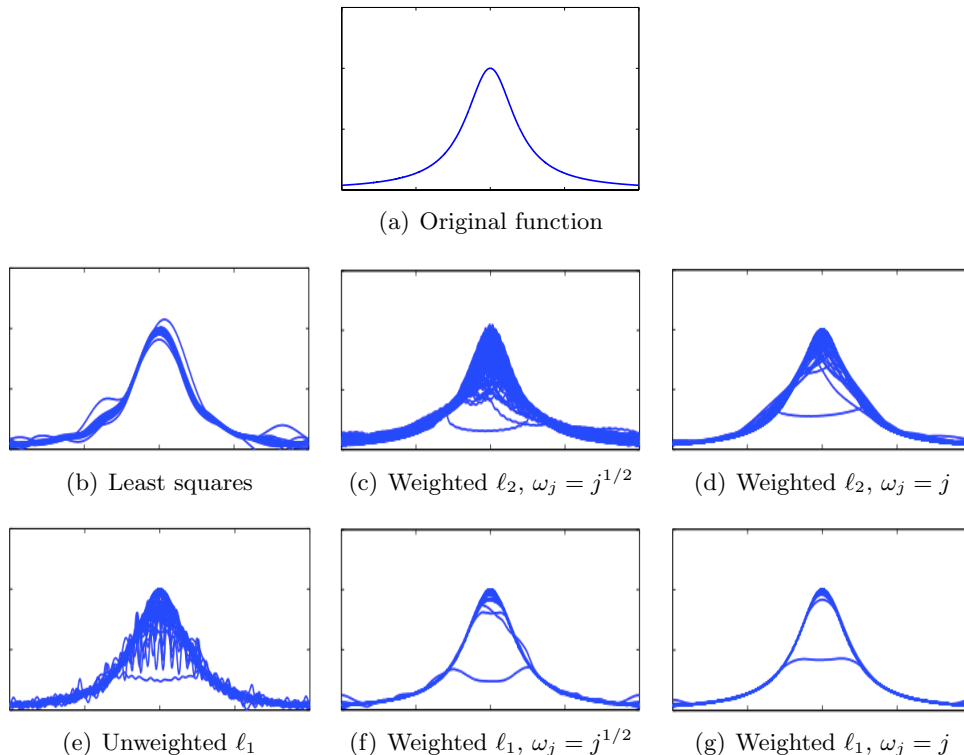 (a) Original function
(b) Least squares
(c) Weighted ℓ₂, ωⱼ = j^{1/2}
(d) Weighted ℓ₂, ωⱼ = j
(e) Unweighted ℓ₁
(f) Weighted ℓ₁, ωⱼ = j^{1/2}
(g) Weighted ℓ₁, ωⱼ = j